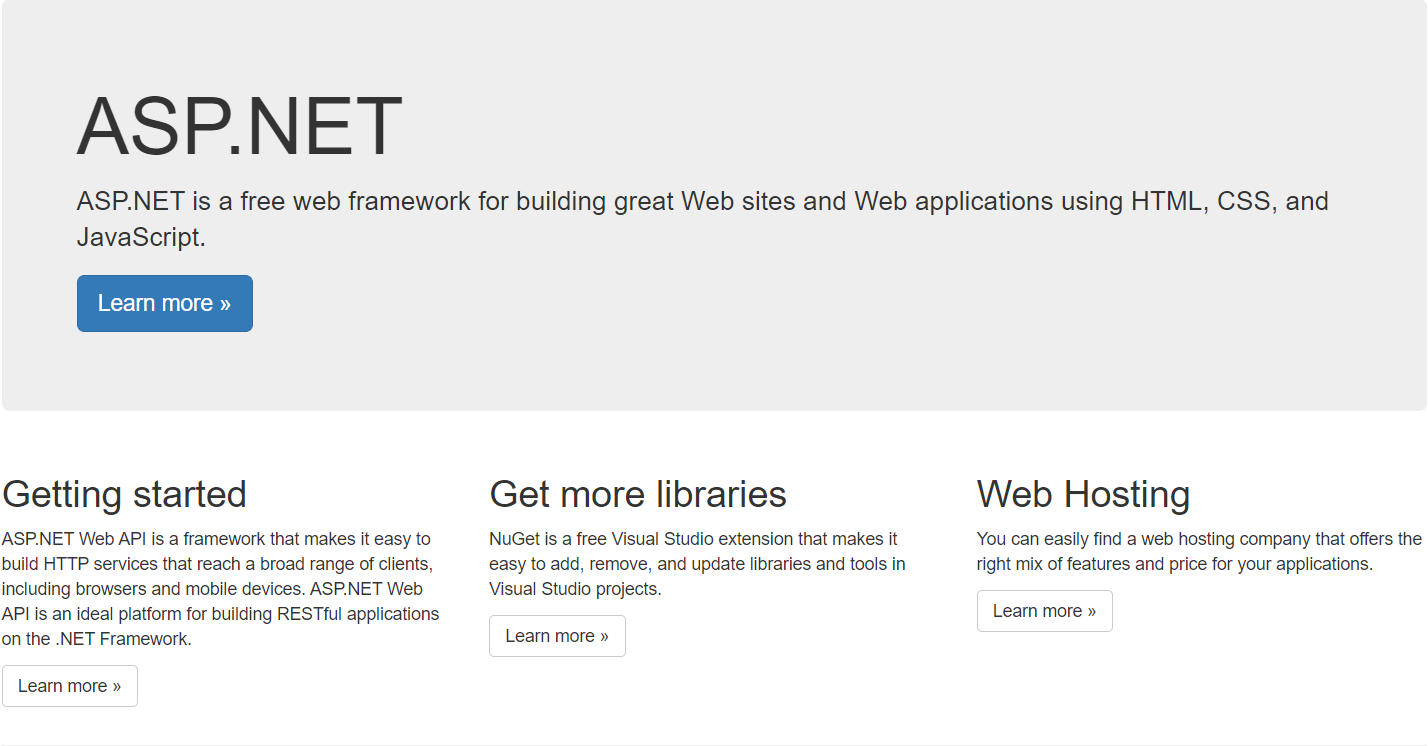 ASP.NET
ASP.NET is a free web framework for building great Web sites and Web applications using HTML, CSS, and
JavaScript.
Learn more »
Getting started
ASP.NET Web API is a framework that makes it easy to
build HTTP services that reach a broad range of clients,
including browsers and mobile devices. ASP.NET Web
API is an ideal platform for building RESTful applications
on the .NET Framework.
Learn more »
Get more libraries
NuGet is a free Visual Studio extension that makes it
easy to add, remove, and update libraries and tools in
Visual Studio projects.
Learn more »
Web Hosting
You can easily find a web hosting company that offers the
right mix of features and price for your applications.
Learn more »